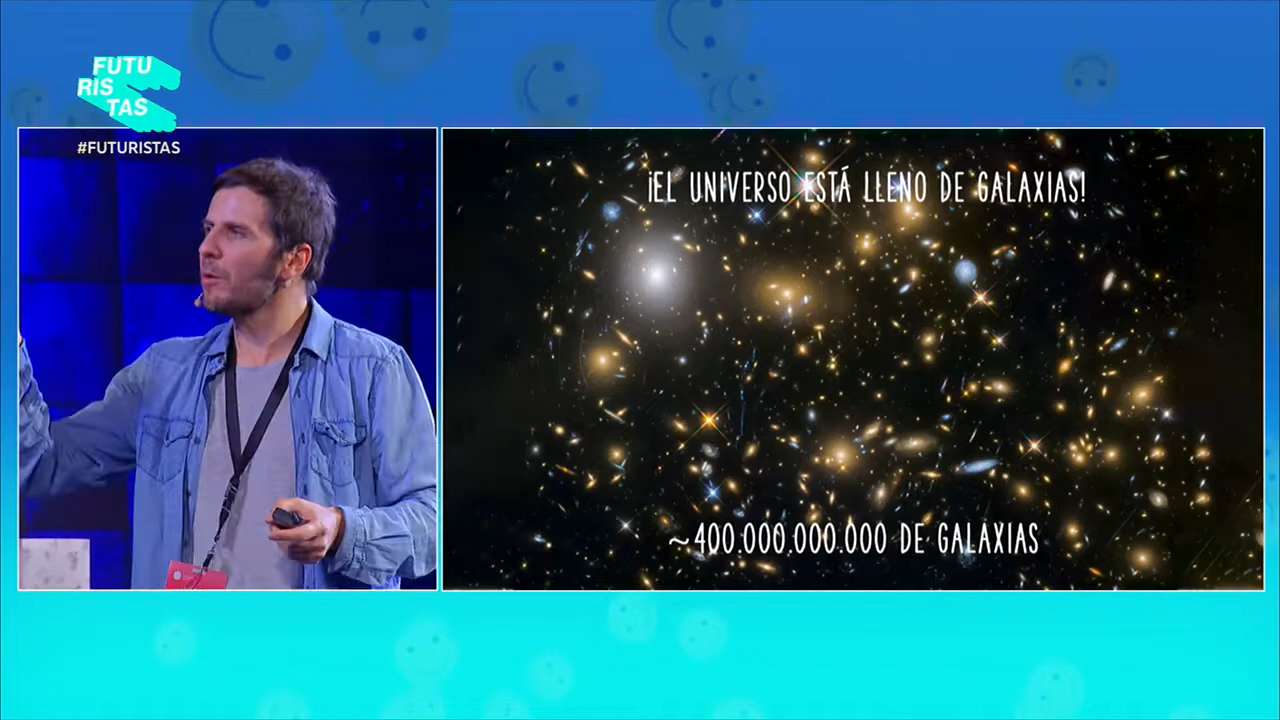 FUTU
RIS
TAS
#FUTURISTAS
¡EL UNIVERSO ESTÁ LLENO DE GALAXIAS!
~400.000.000.000 DE GALAXIAS